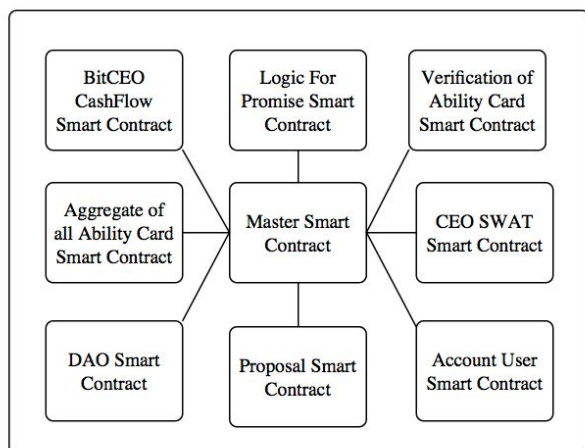 BitCEO
CashFlow
Smart Contract
Logic For
Promise Smart
Contract
Verification of
Ability Card
Smart Contract
Aggregate of
all Ability Card
Smart Contract
Master Smart
Contract
CEO SWAT
Smart Contract
DAO Smart
Contract
Proposal Smart
Contract
Account User
Smart Contract